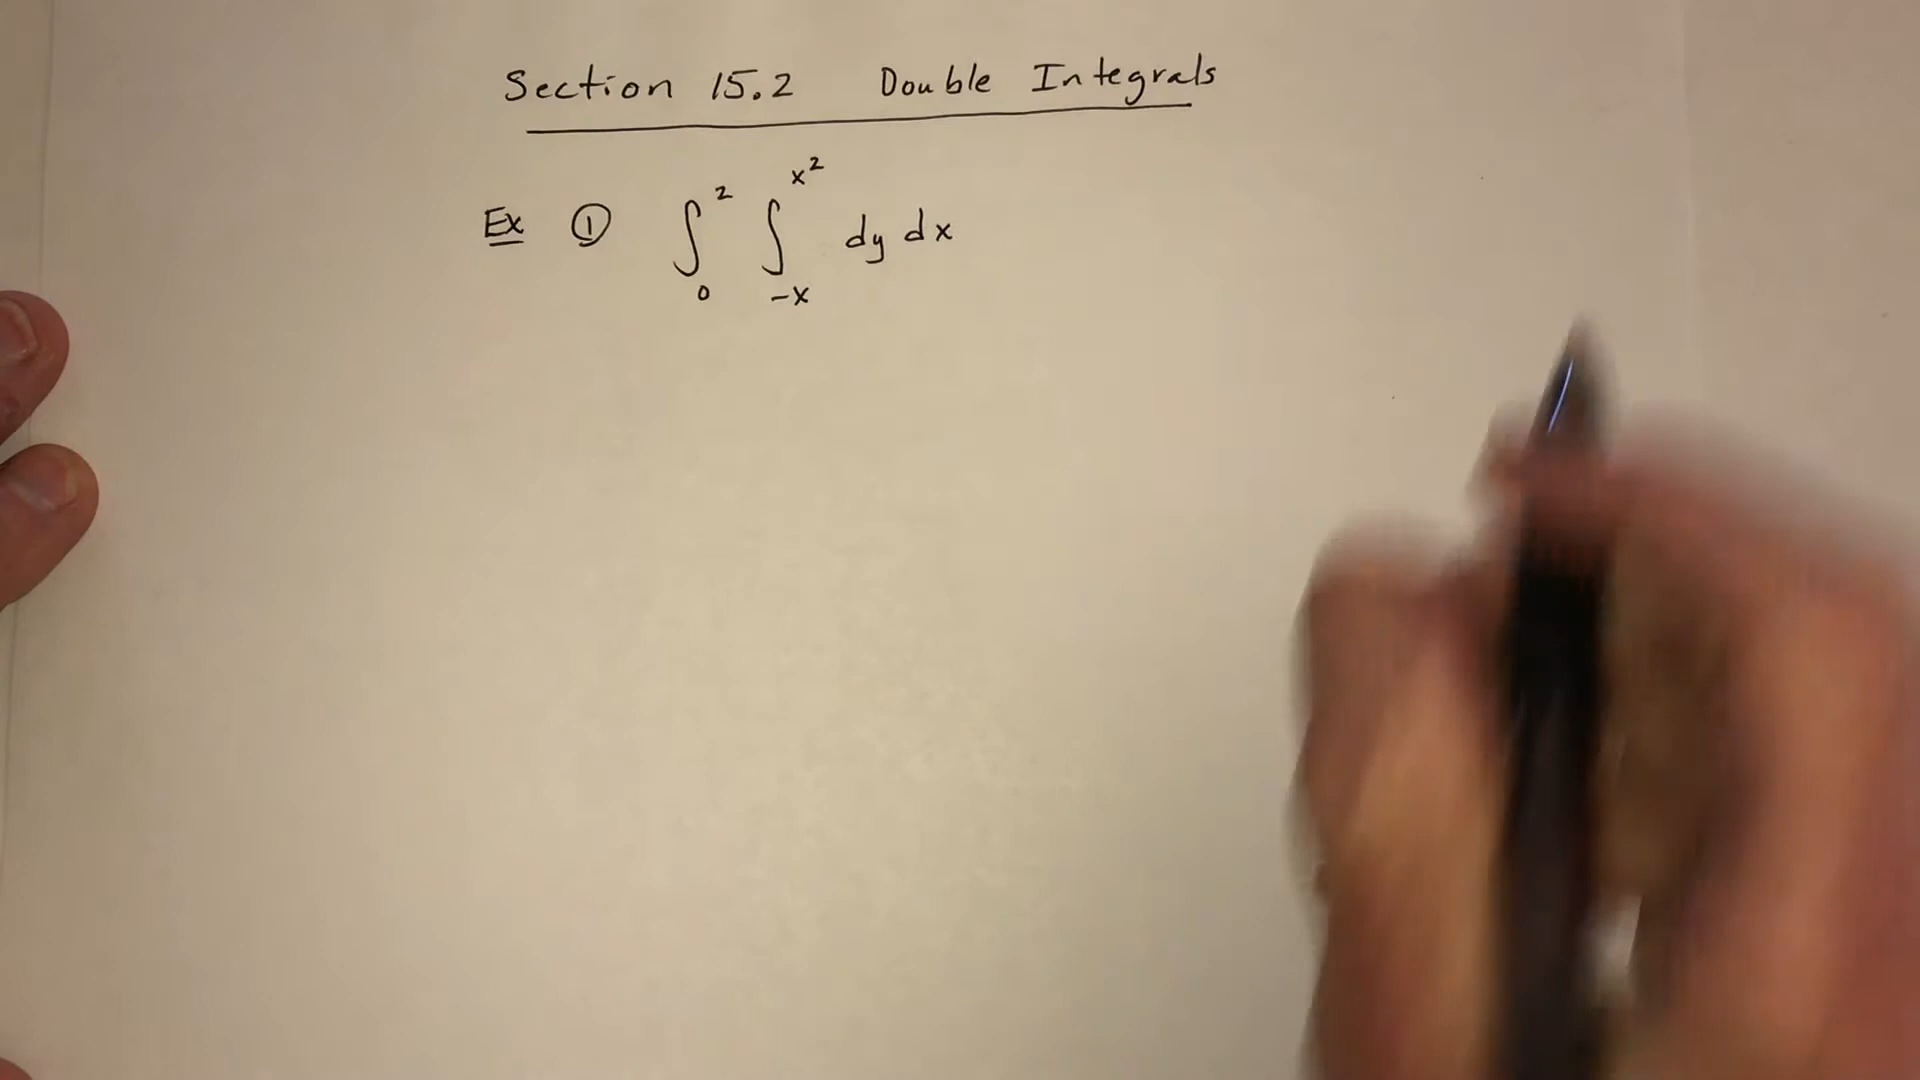 Section 15.2 Double Integrals
Ex ① ∫₀² ∫₋ₓ^{x²} dy dx